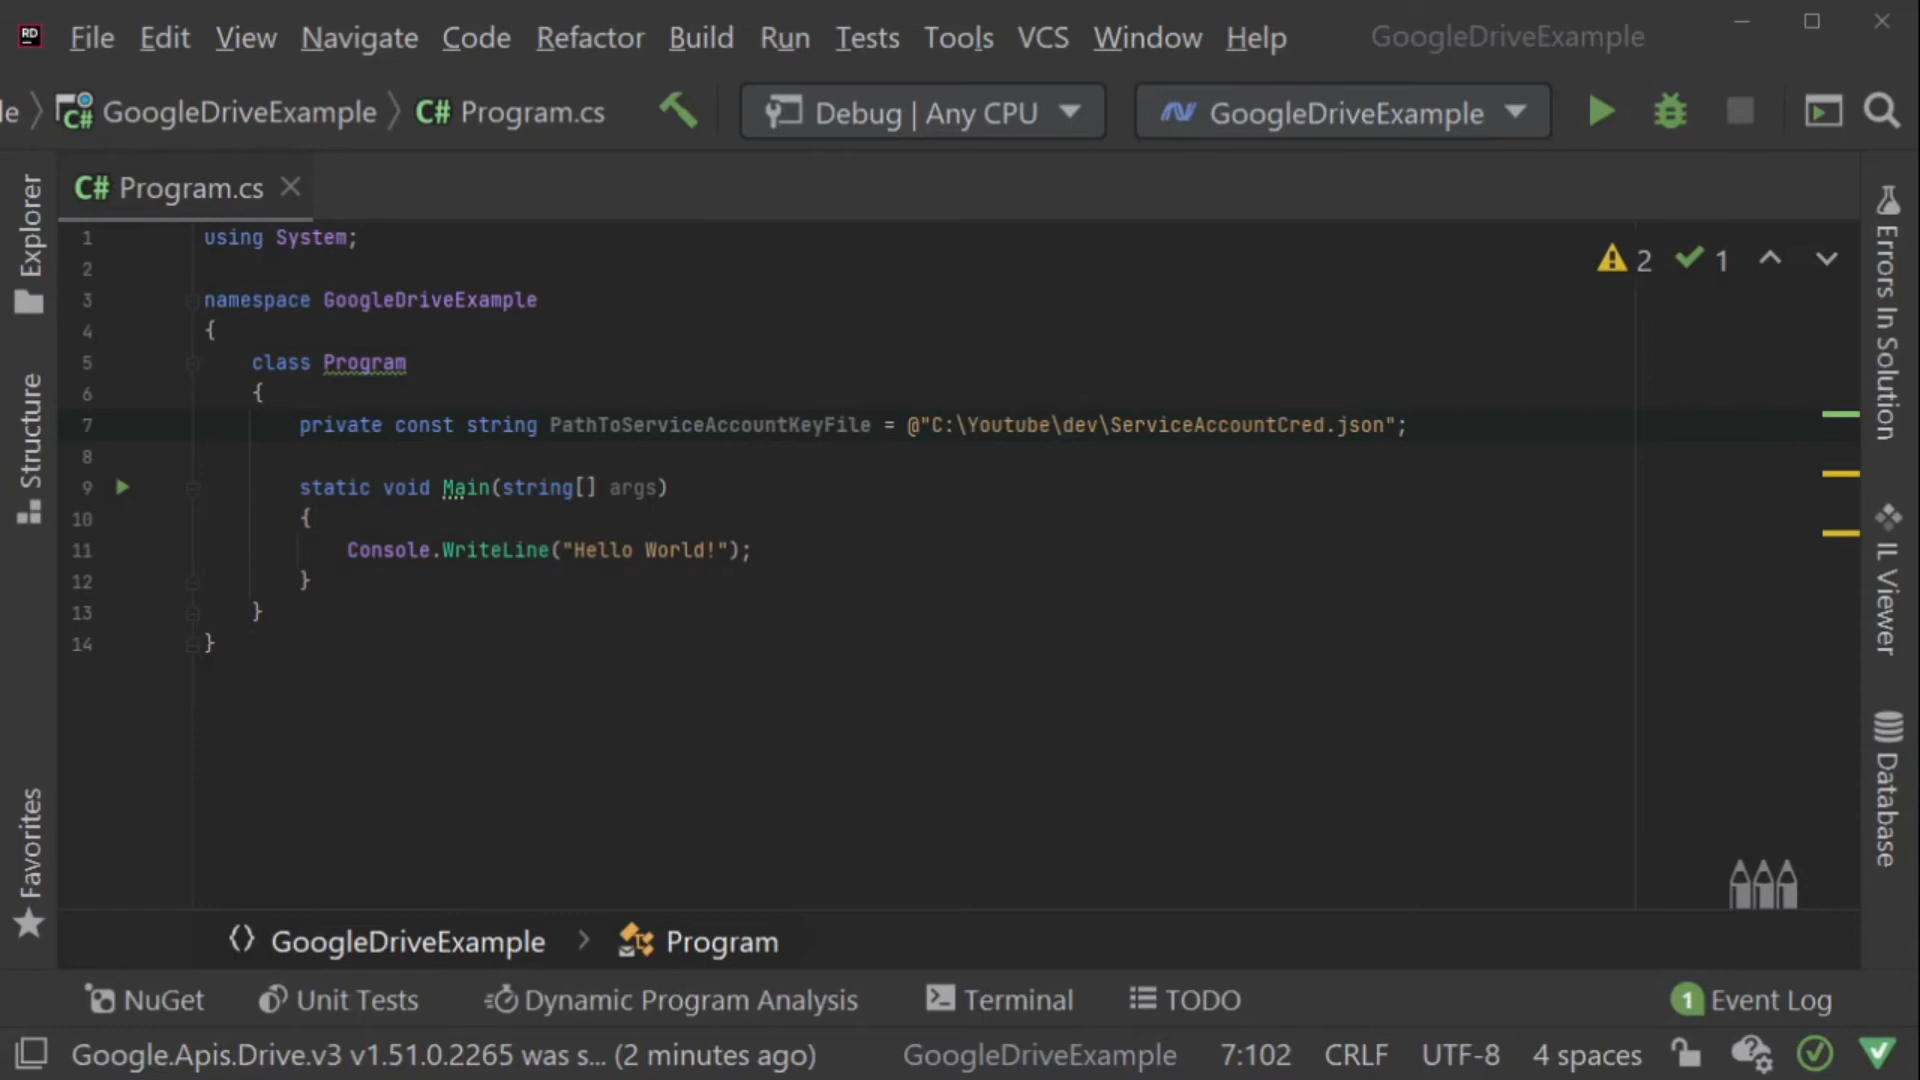 RD File Edit View Navigate Code Refactor Build Run Tests Tools VCS Window Help GoogleDriveExample
le C# GoogleDriveExample C# Program.cs Debug | Any CPU GoogleDriveExample
C# Program.cs
1 using System;
2
3 namespace GoogleDriveExample
4 {
5 class Program
6 {
7 private const string PathToServiceAccountKeyFile = @"C:\Youtube\dev\ServiceAccountCred.json";
8
9 static void Main(string[] args)
10 {
11 Console.WriteLine("Hello World!");
12 }
13 }
14 }
2 1
Explorer
Structure
Favorites
Errors In Solution
IL Viewer
Database
GoogleDriveExample Program
NuGet Unit Tests Dynamic Program Analysis Terminal TODO 1 Event Log
Google.Apis.Drive.v3 v1.51.0.2265 was s... (2 minutes ago) GoogleDriveExample 7:102 CRLF UTF-8 4 spaces